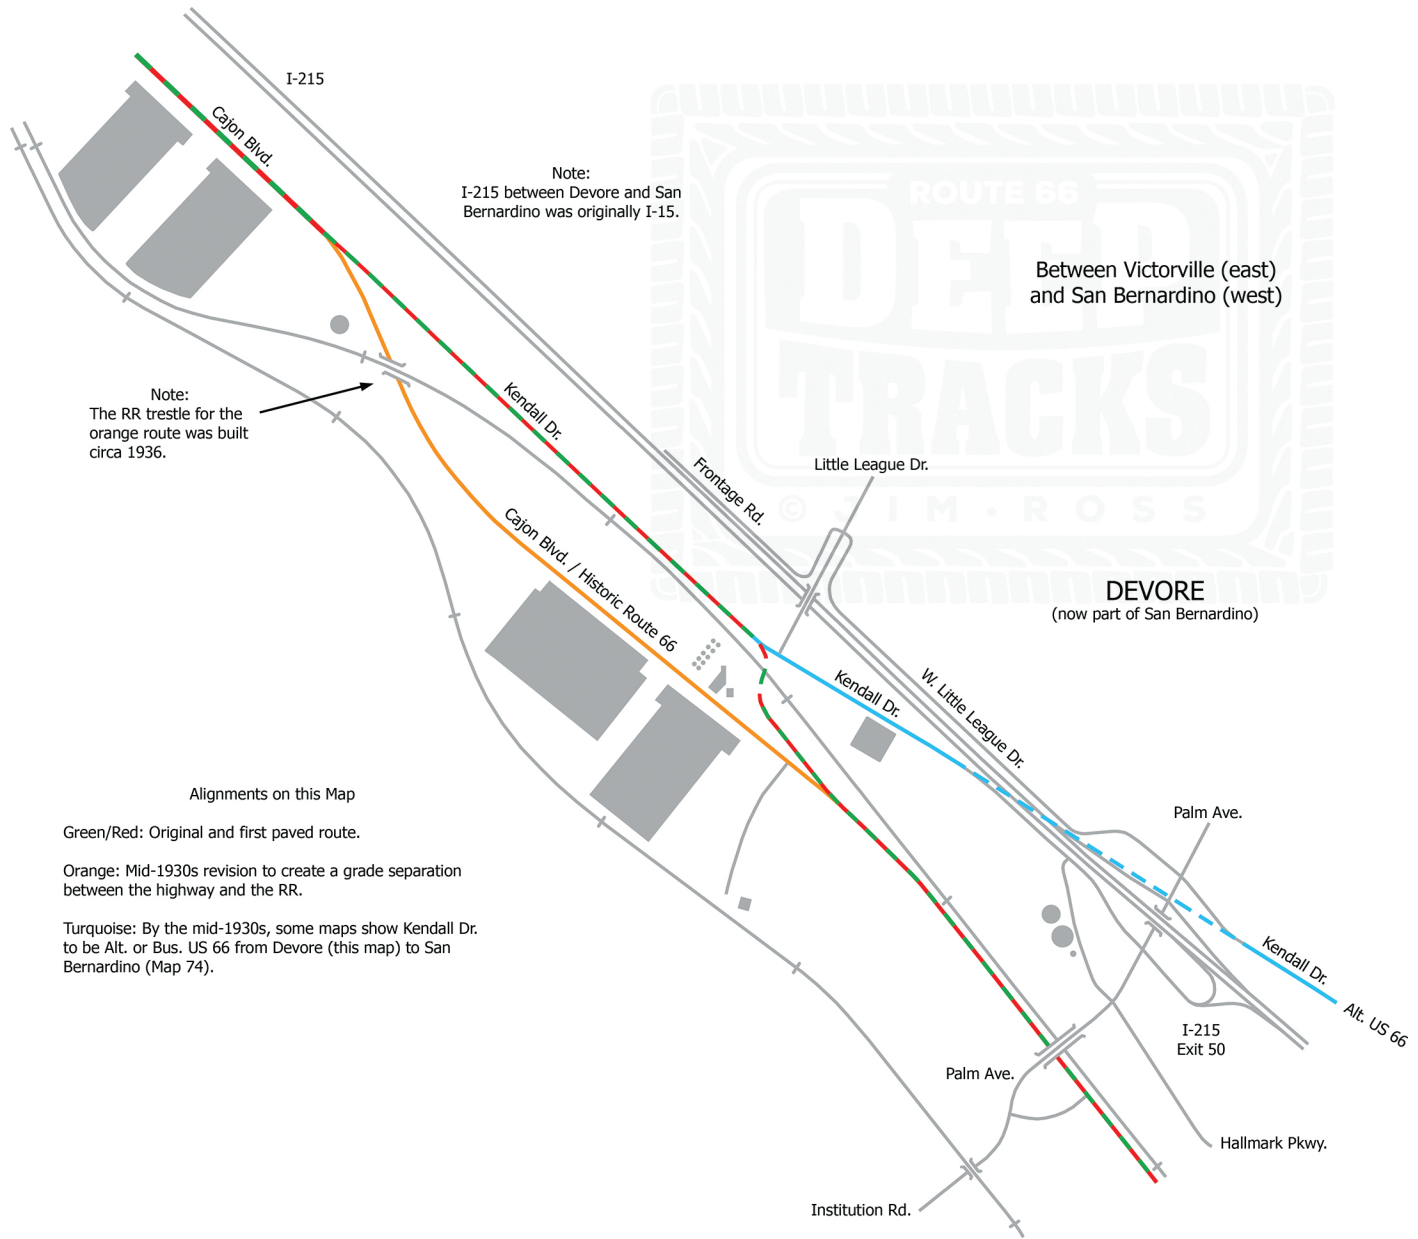 I-215
Cajon Blvd.
Note:
I-215 between Devore and San
Bernardino was originally I-15.
ROUTE 66
DEEP
TRACKS
© JIM • ROSS
Between Victorville (east)
and San Bernardino (west)
Note:
The RR trestle for the
orange route was built
circa 1936.
Kendall Dr.
Frontage Rd.
Little League Dr.
Cajon Blvd. / Historic Route 66
DEVORE
(now part of San Bernardino)
Kendall Dr.
W. Little League Dr.
Alignments on this Map
Green/Red: Original and first paved route.
Orange: Mid-1930s revision to create a grade separation
between the highway and the RR.
Turquoise: By the mid-1930s, some maps show Kendall Dr.
to be Alt. or Bus. US 66 from Devore (this map) to San
Bernardino (Map 74).
Palm Ave.
Kendall Dr.
Alt. US 66
I-215
Exit 50
Palm Ave.
Hallmark Pkwy.
Institution Rd.